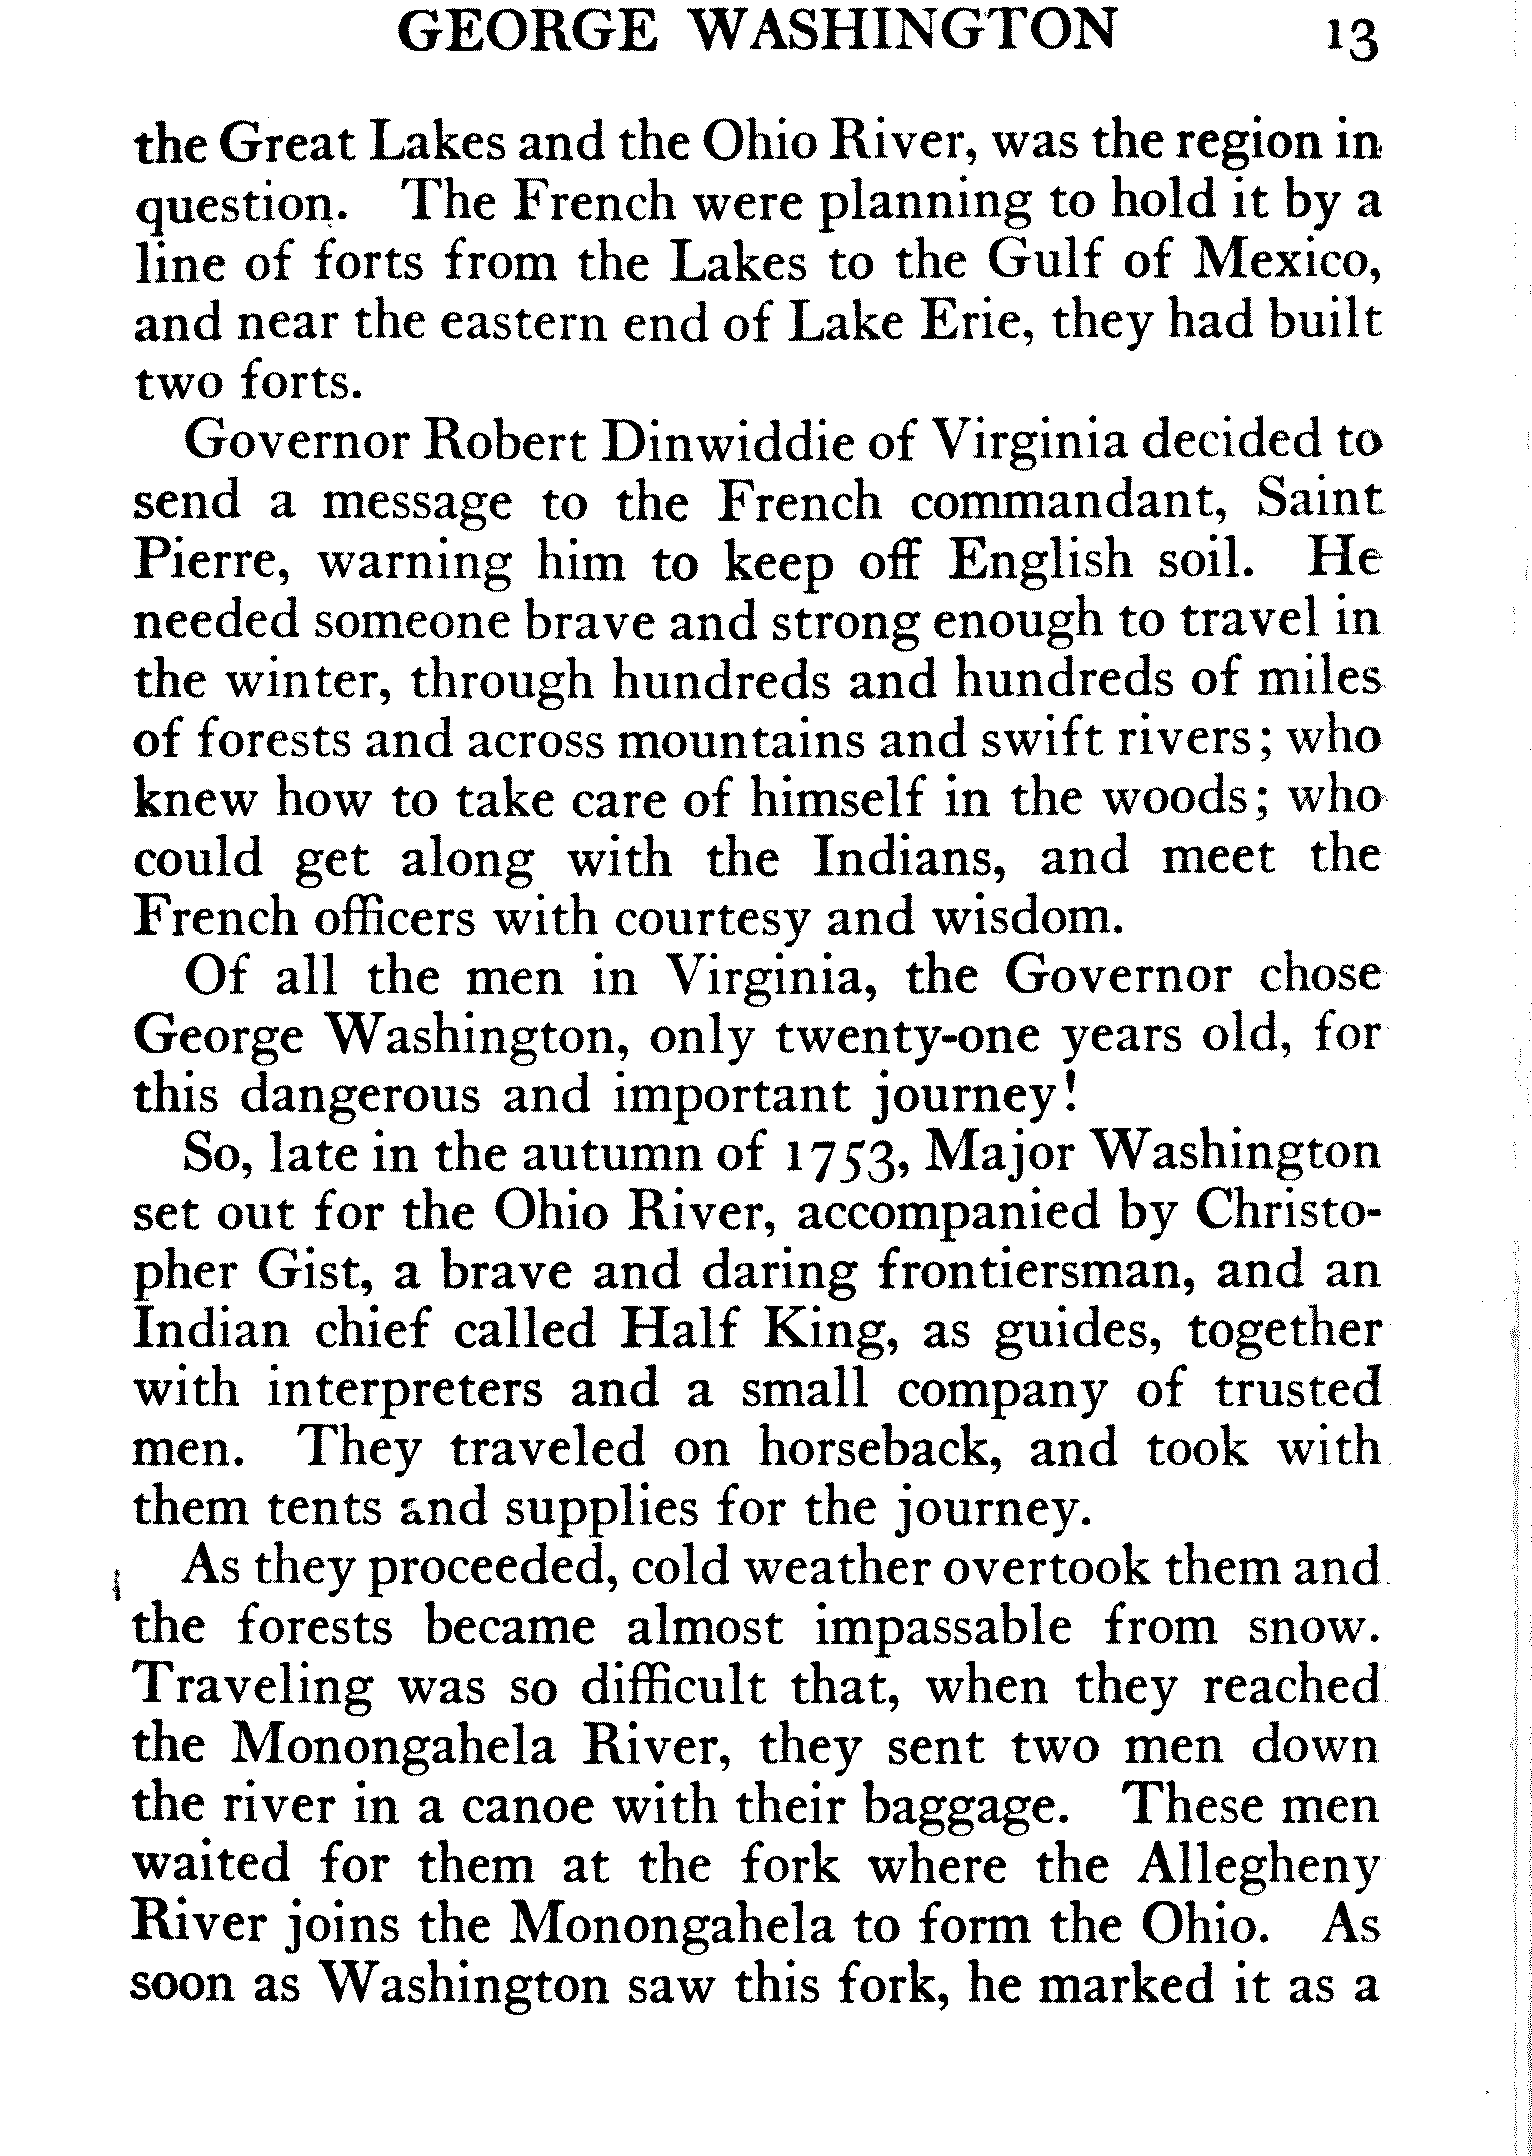 GEORGE WASHINGTON 13
the Great Lakes and the Ohio River, was the region in
question. The French were planning to hold it by a
line of forts from the Lakes to the Gulf of Mexico,
and near the eastern end of Lake Erie, they had built
two forts.
Governor Robert Dinwiddie of Virginia decided to
send a message to the French commandant, Saint
Pierre, warning him to keep off English soil. He
needed someone brave and strong enough to travel in
the winter, through hundreds and hundreds of miles
of forests and across mountains and swift rivers; who
knew how to take care of himself in the woods; who
could get along with the Indians, and meet the
French officers with courtesy and wisdom.
Of all the men in Virginia, the Governor chose
George Washington, only twenty-one years old, for
this dangerous and important journey!
So, late in the autumn of 1753, Major Washington
set out for the Ohio River, accompanied by Christo-
pher Gist, a brave and daring frontiersman, and an
Indian chief called Half King, as guides, together
with interpreters and a small company of trusted
men. They traveled on horseback, and took with
them tents and supplies for the journey.
As they proceeded, cold weather overtook them and
the forests became almost impassable from snow.
Traveling was so difficult that, when they reached
the Monongahela River, they sent two men down
the river in a canoe with their baggage. These men
waited for them at the fork where the Allegheny
River joins the Monongahela to form the Ohio. As
soon as Washington saw this fork, he marked it as a